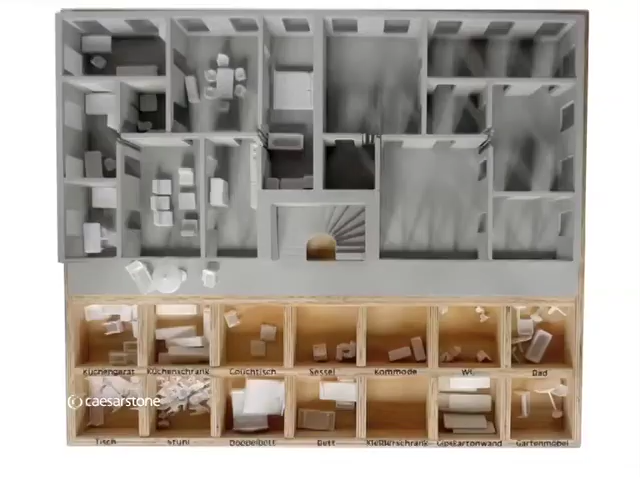 Küchengerät Küchenschrank Couchtisch Sessel Kommode WC Bad
caesarstone
Tisch Stuhl Doppelbett Bett Kleiderschrank Gipskartonwand Gartenmöbel